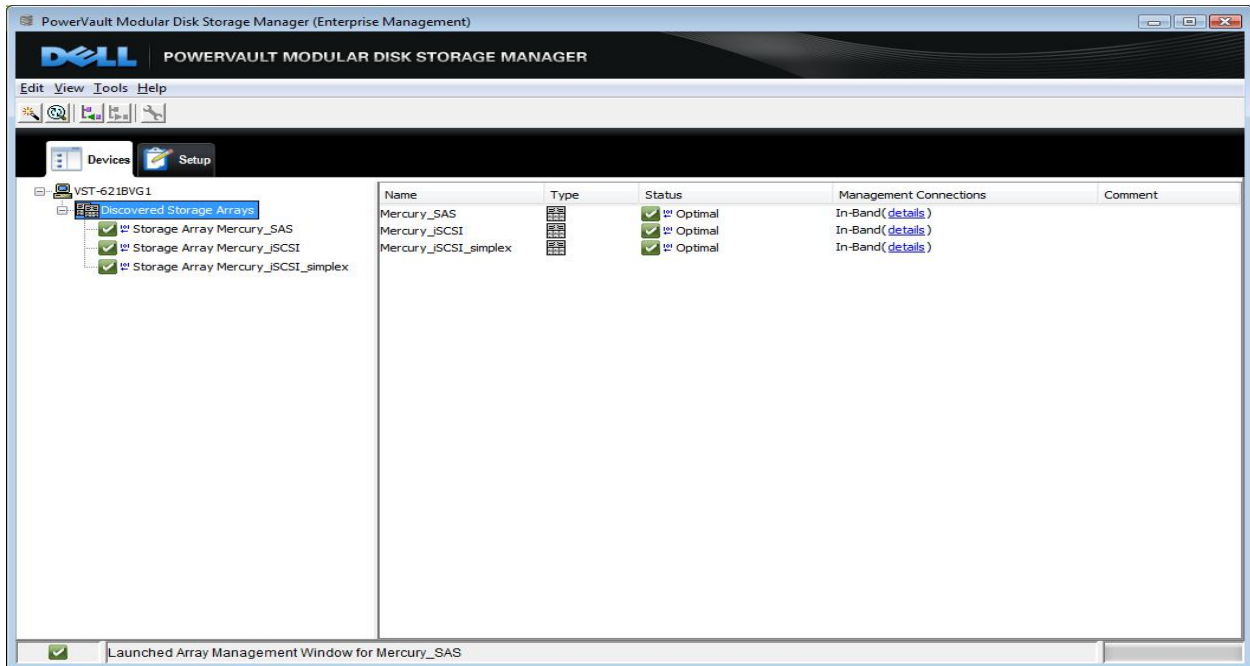 PowerVault Modular Disk Storage Manager (Enterprise Management)
DELL POWERVAULT MODULAR DISK STORAGE MANAGER
Edit View Tools Help
Devices Setup
VST-621BVG1
Discovered Storage Arrays
Storage Array Mercury_SAS
Storage Array Mercury_iSCSI
Storage Array Mercury_iSCSI_simplex
Name Type Status Management Connections Comment
Mercury_SAS Optimal In-Band(details)
Mercury_iSCSI Optimal In-Band(details)
Mercury_iSCSI_simplex Optimal In-Band(details)
Launched Array Management Window for Mercury_SAS